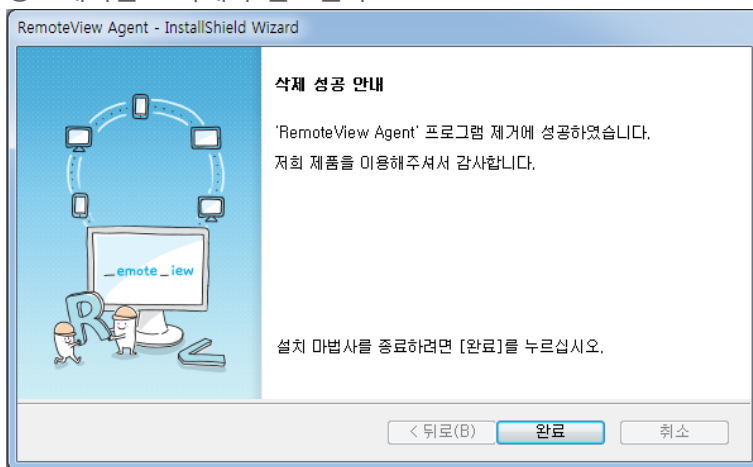 RemoteView Agent - InstallShield Wizard
삭제 성공 안내
'RemoteView Agent' 프로그램 제거에 성공하였습니다.
저희 제품을 이용해주셔서 감사합니다.
_emote_iew
R
V
설치 마법사를 종료하려면 [완료]를 누르십시오.
< 뒤로(B)
완료
취소